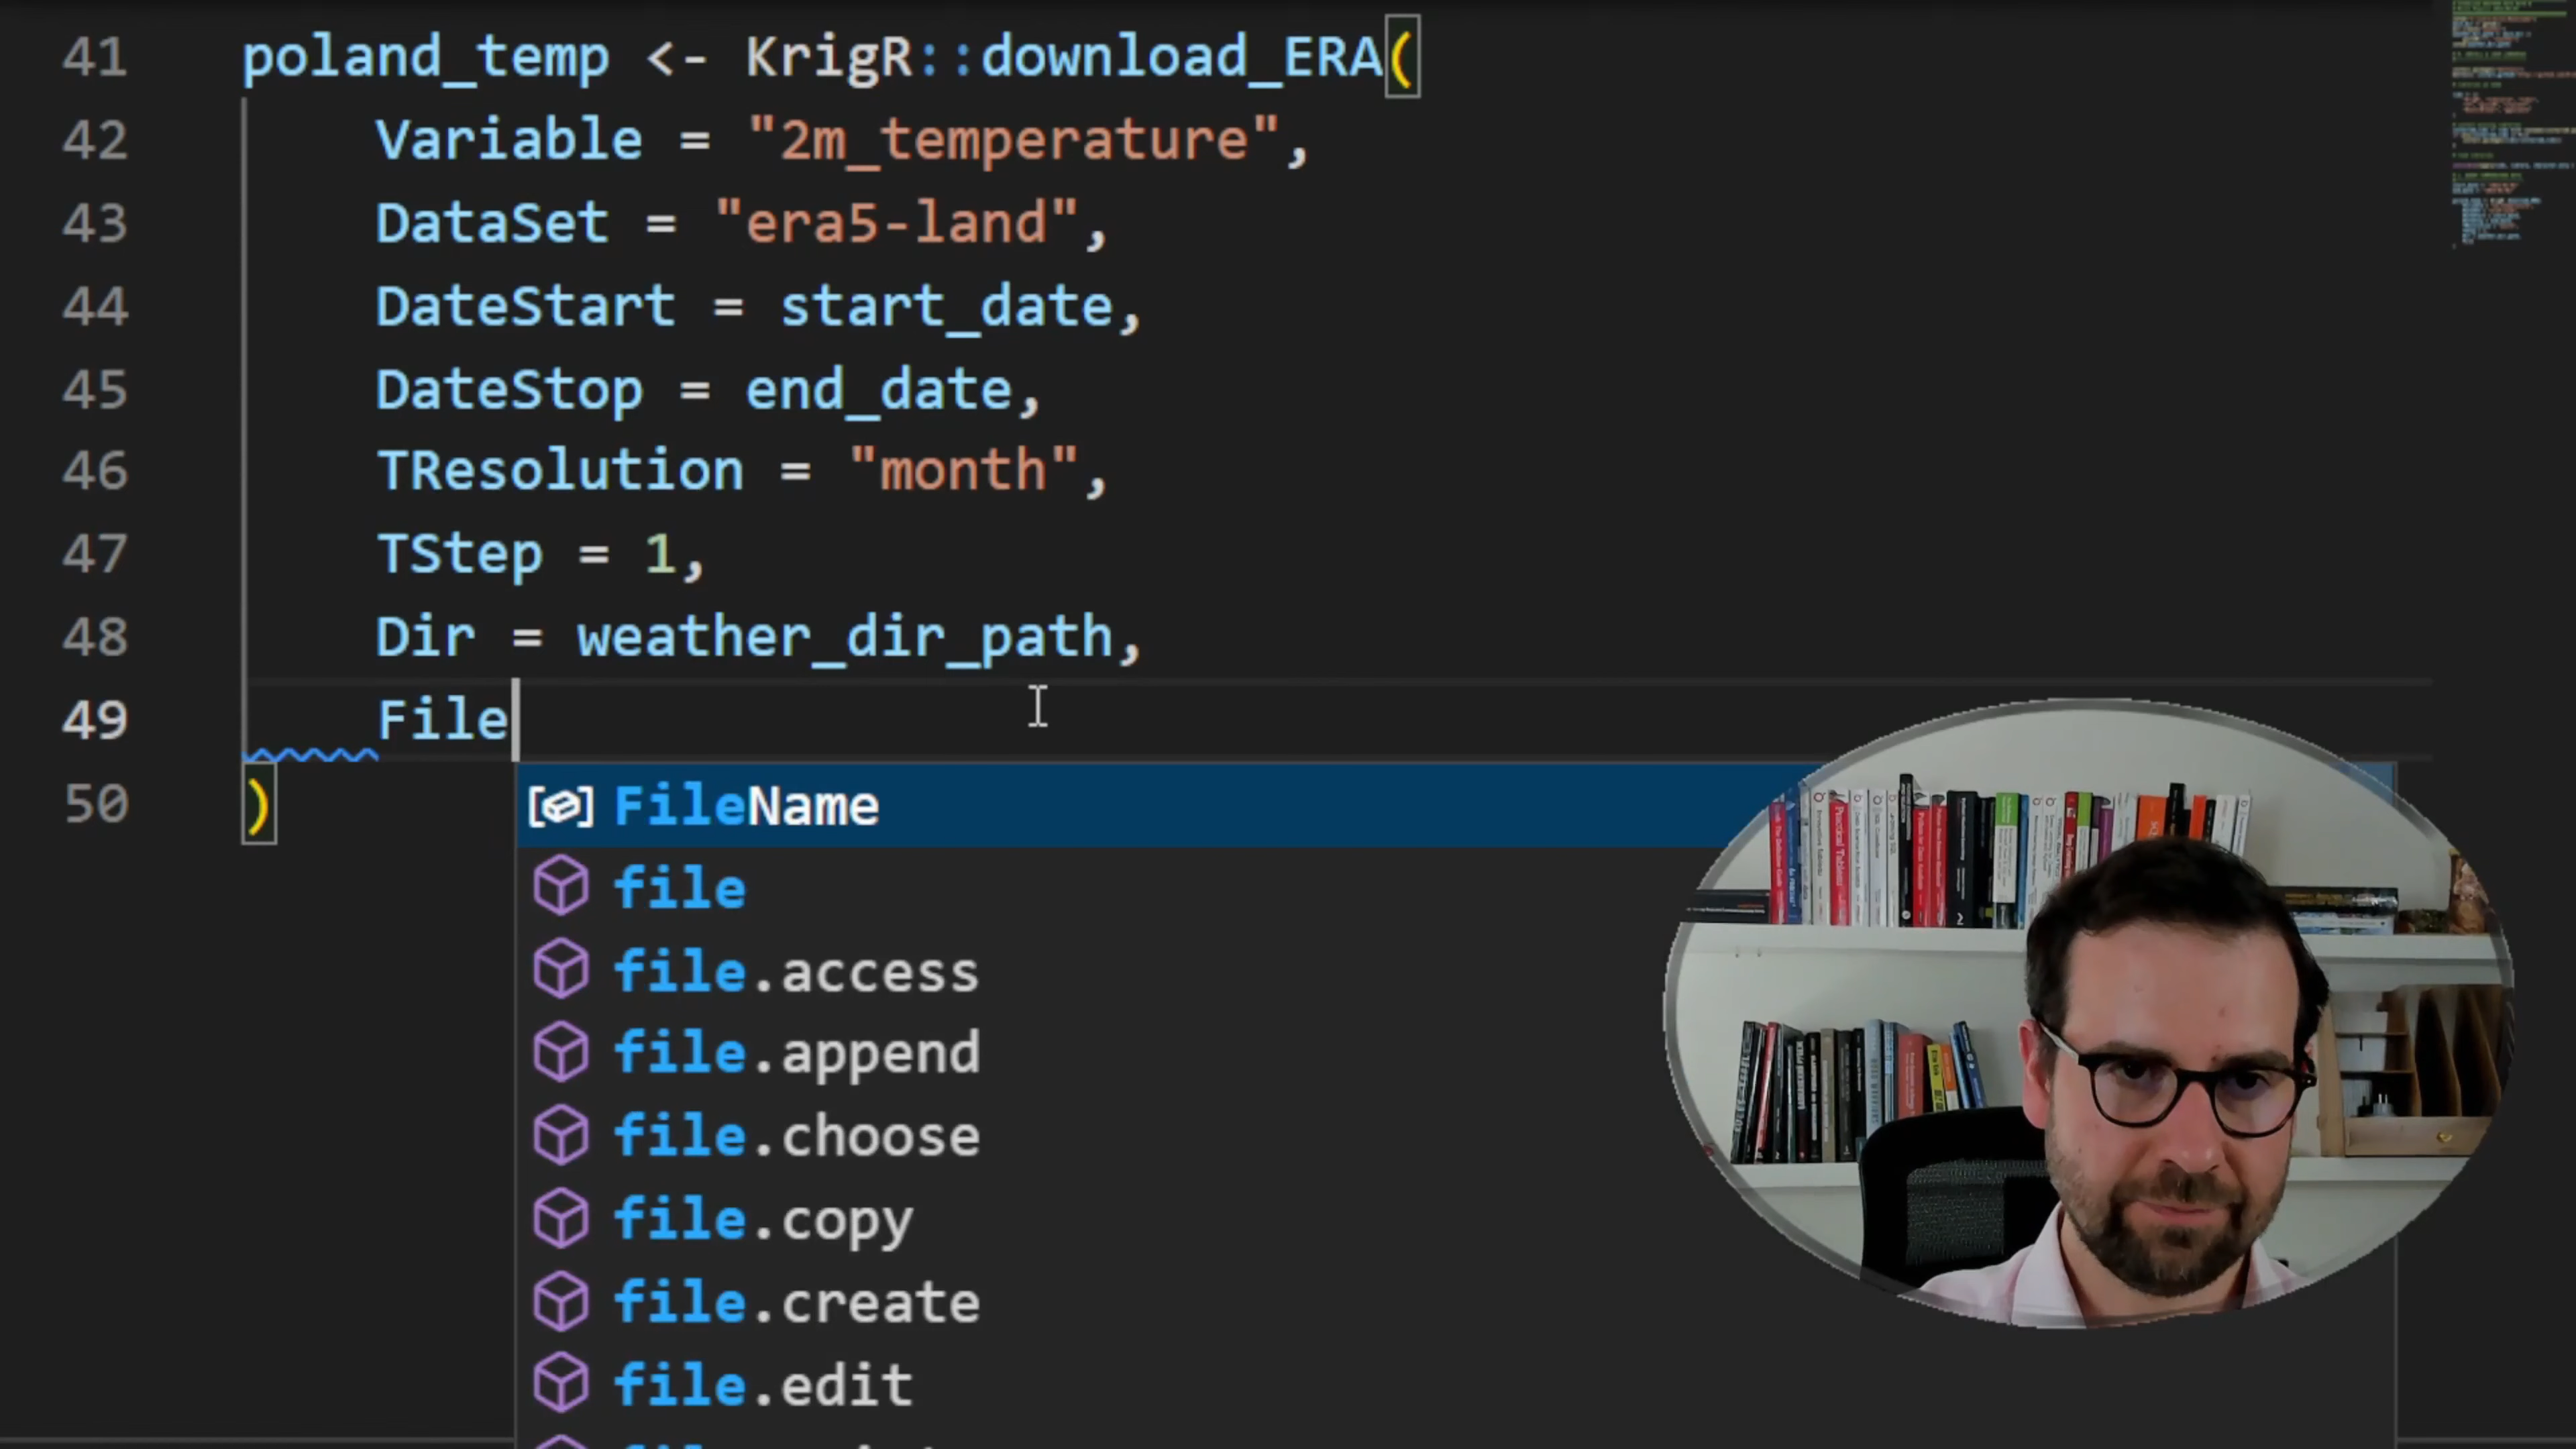 41 poland_temp <- KrigR::download_ERA(
42 Variable = "2m_temperature",
43 DataSet = "era5-land",
44 DateStart = start_date,
45 DateStop = end_date,
46 TResolution = "month",
47 TStep = 1,
48 Dir = weather_dir_path,
49 File
50 )
FileName
file
file.access
file.append
file.choose
file.copy
file.create
file.edit